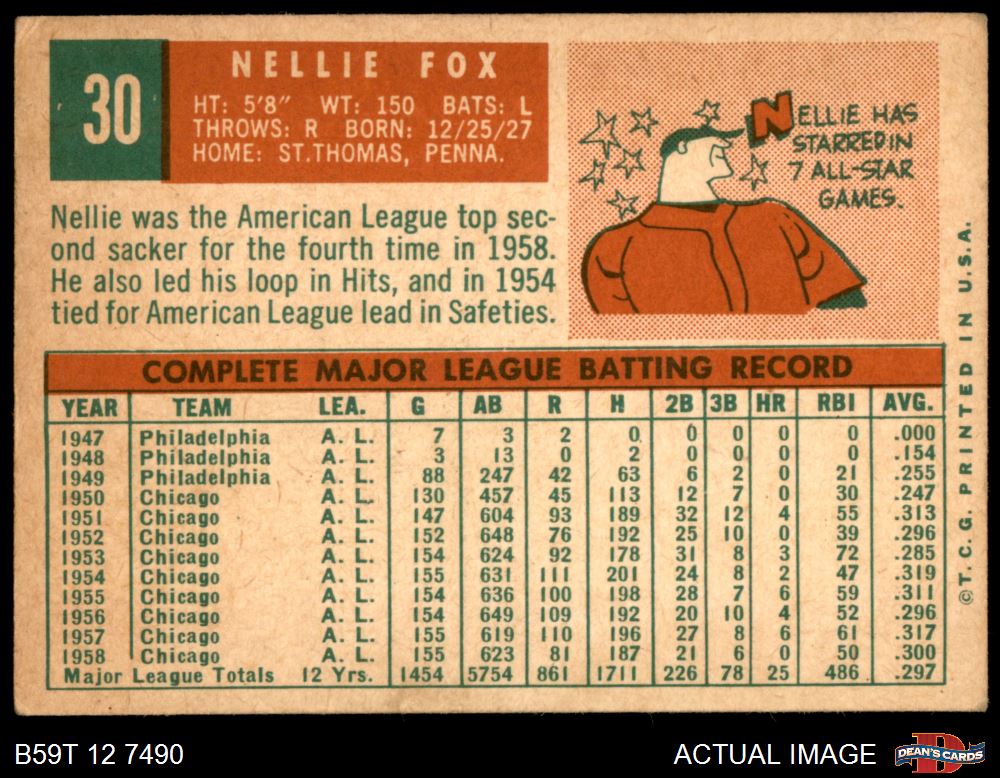 30
NELLIE FOX
HT: 5'8" WT: 150 BATS: L
THROWS: R BORN: 12/25/27
HOME: ST. THOMAS, PENNA.
NELLIE HAS
STARRED IN
7 ALL-STAR
GAMES.
Nellie was the American League top sec-
ond sacker for the fourth time in 1958.
He also led his loop in Hits, and in 1954
tied for American League lead in Safeties.
COMPLETE MAJOR LEAGUE BATTING RECORD
YEAR TEAM LEA. G AB R H 2B 3B HR RBI AVG.
1947 Philadelphia A. L. 7 3 2 0 0 0 0 0 .000
1948 Philadelphia A. L. 3 13 0 2 0 0 0 0 .154
1949 Philadelphia A. L. 88 247 42 63 6 2 0 21 .255
1950 Chicago A. L. 130 457 45 113 12 7 0 30 .247
1951 Chicago A. L. 147 604 93 189 32 12 4 55 .313
1952 Chicago A. L. 152 648 76 192 25 10 0 39 .296
1953 Chicago A. L. 154 624 92 178 31 8 3 72 .285
1954 Chicago A. L. 155 631 111 201 24 8 2 47 .319
1955 Chicago A. L. 154 636 100 198 28 7 6 59 .311
1956 Chicago A. L. 154 649 109 192 20 10 4 52 .296
1957 Chicago A. L. 155 619 110 196 27 8 6 61 .317
1958 Chicago A. L. 155 623 81 187 21 6 0 50 .300
Major League Totals 12 Yrs. 1454 5754 861 1711 226 78 25 486 .297
©T. C. G. PRINTED IN U.S.A.
B59T 12 7490
ACTUAL IMAGE
DEAN'S CARDS